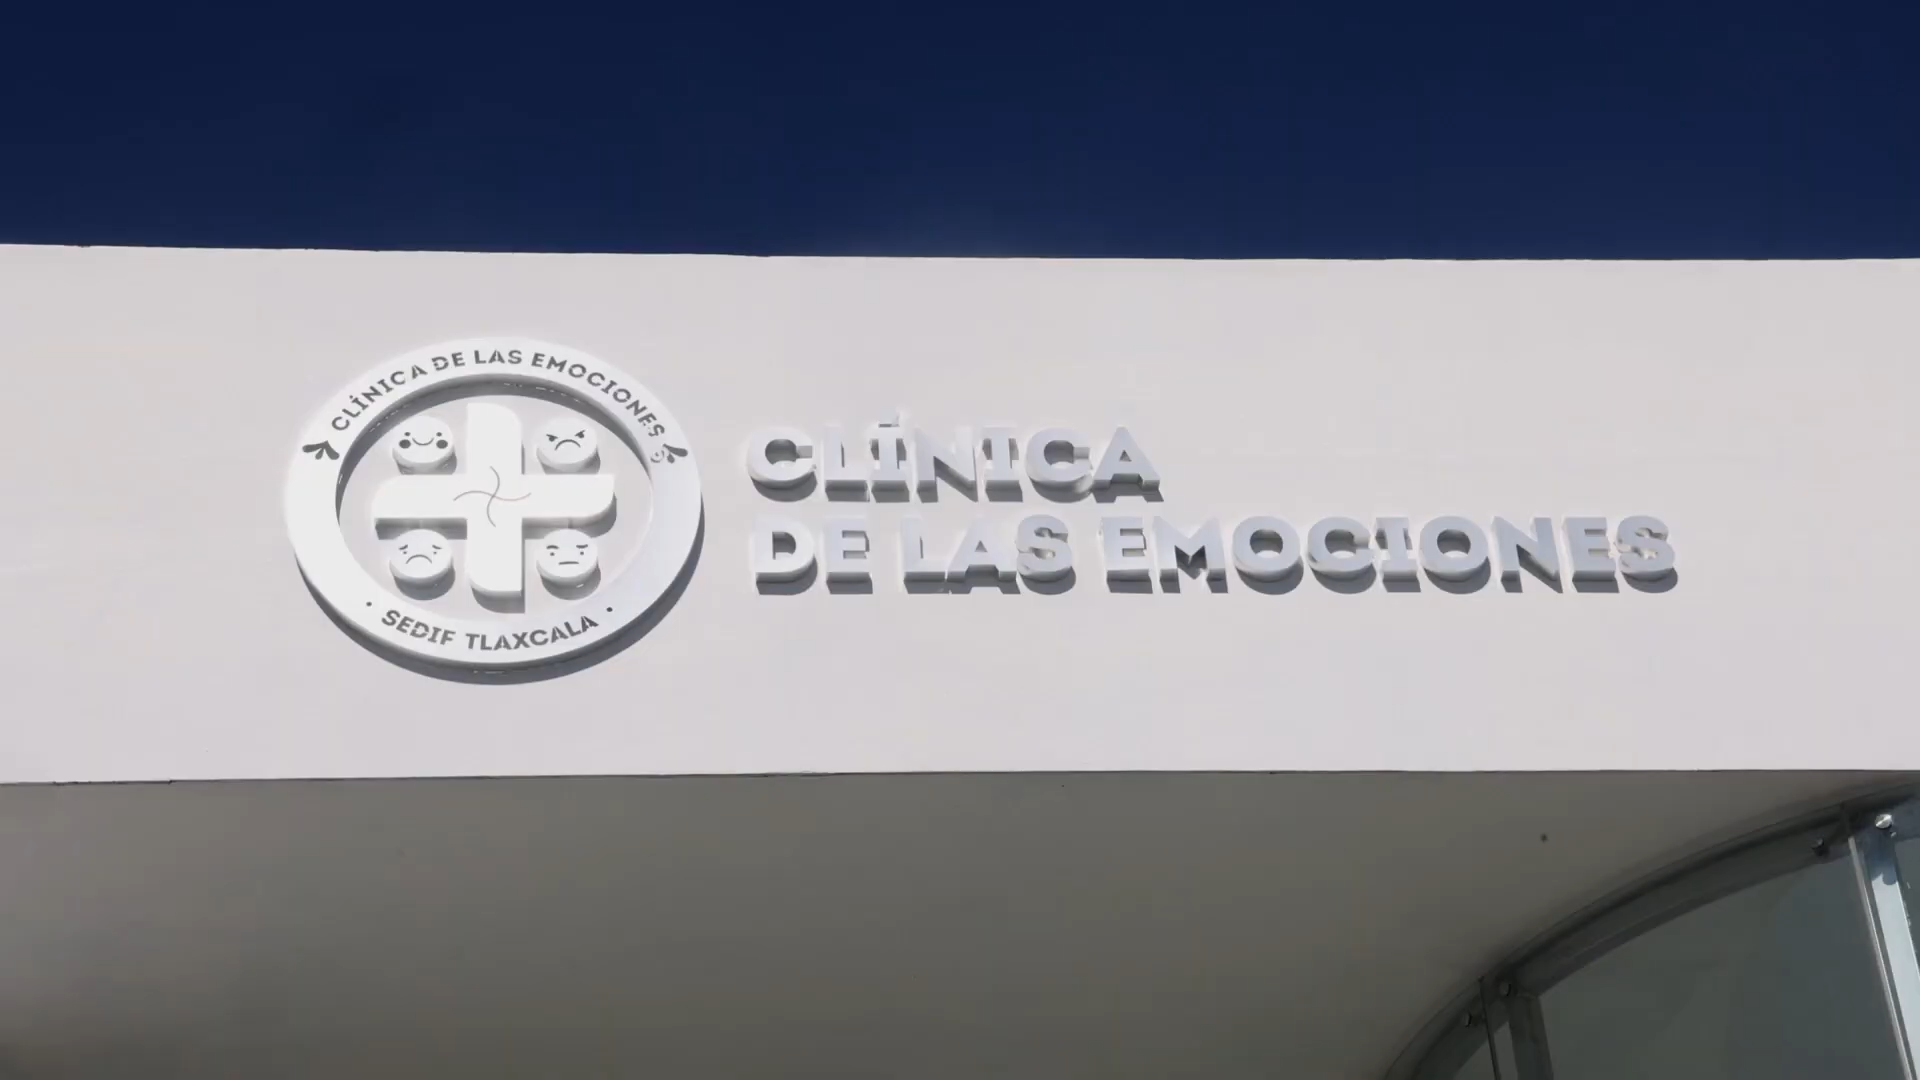 CLÍNICA DE LAS EMOCIONES
SEDIF TLAXCALA
CLÍNICA
DE LAS EMOCIONES